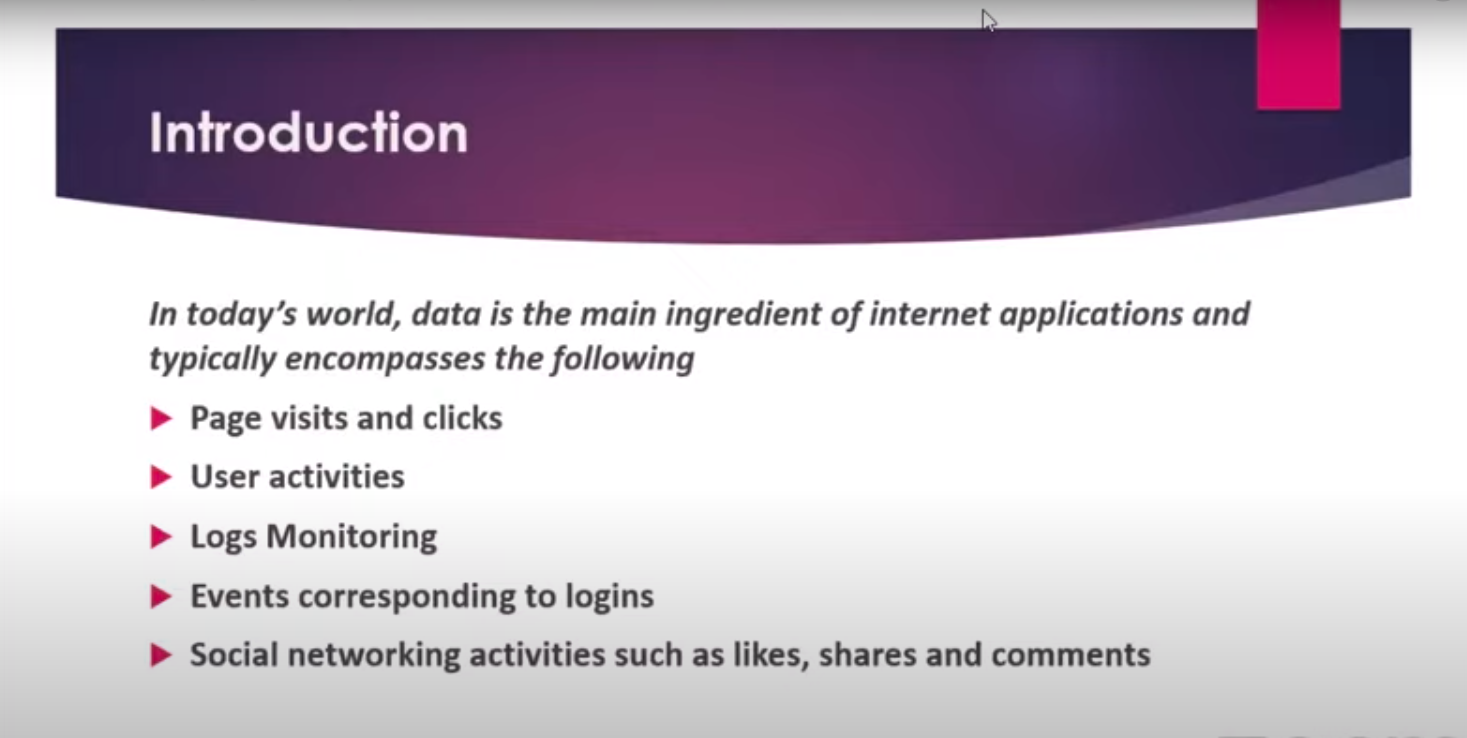 Introduction
In today's world, data is the main ingredient of internet applications and
typically encompasses the following
Page visits and clicks
User activities
Logs Monitoring
Events corresponding to logins
Social networking activities such as likes, shares and comments